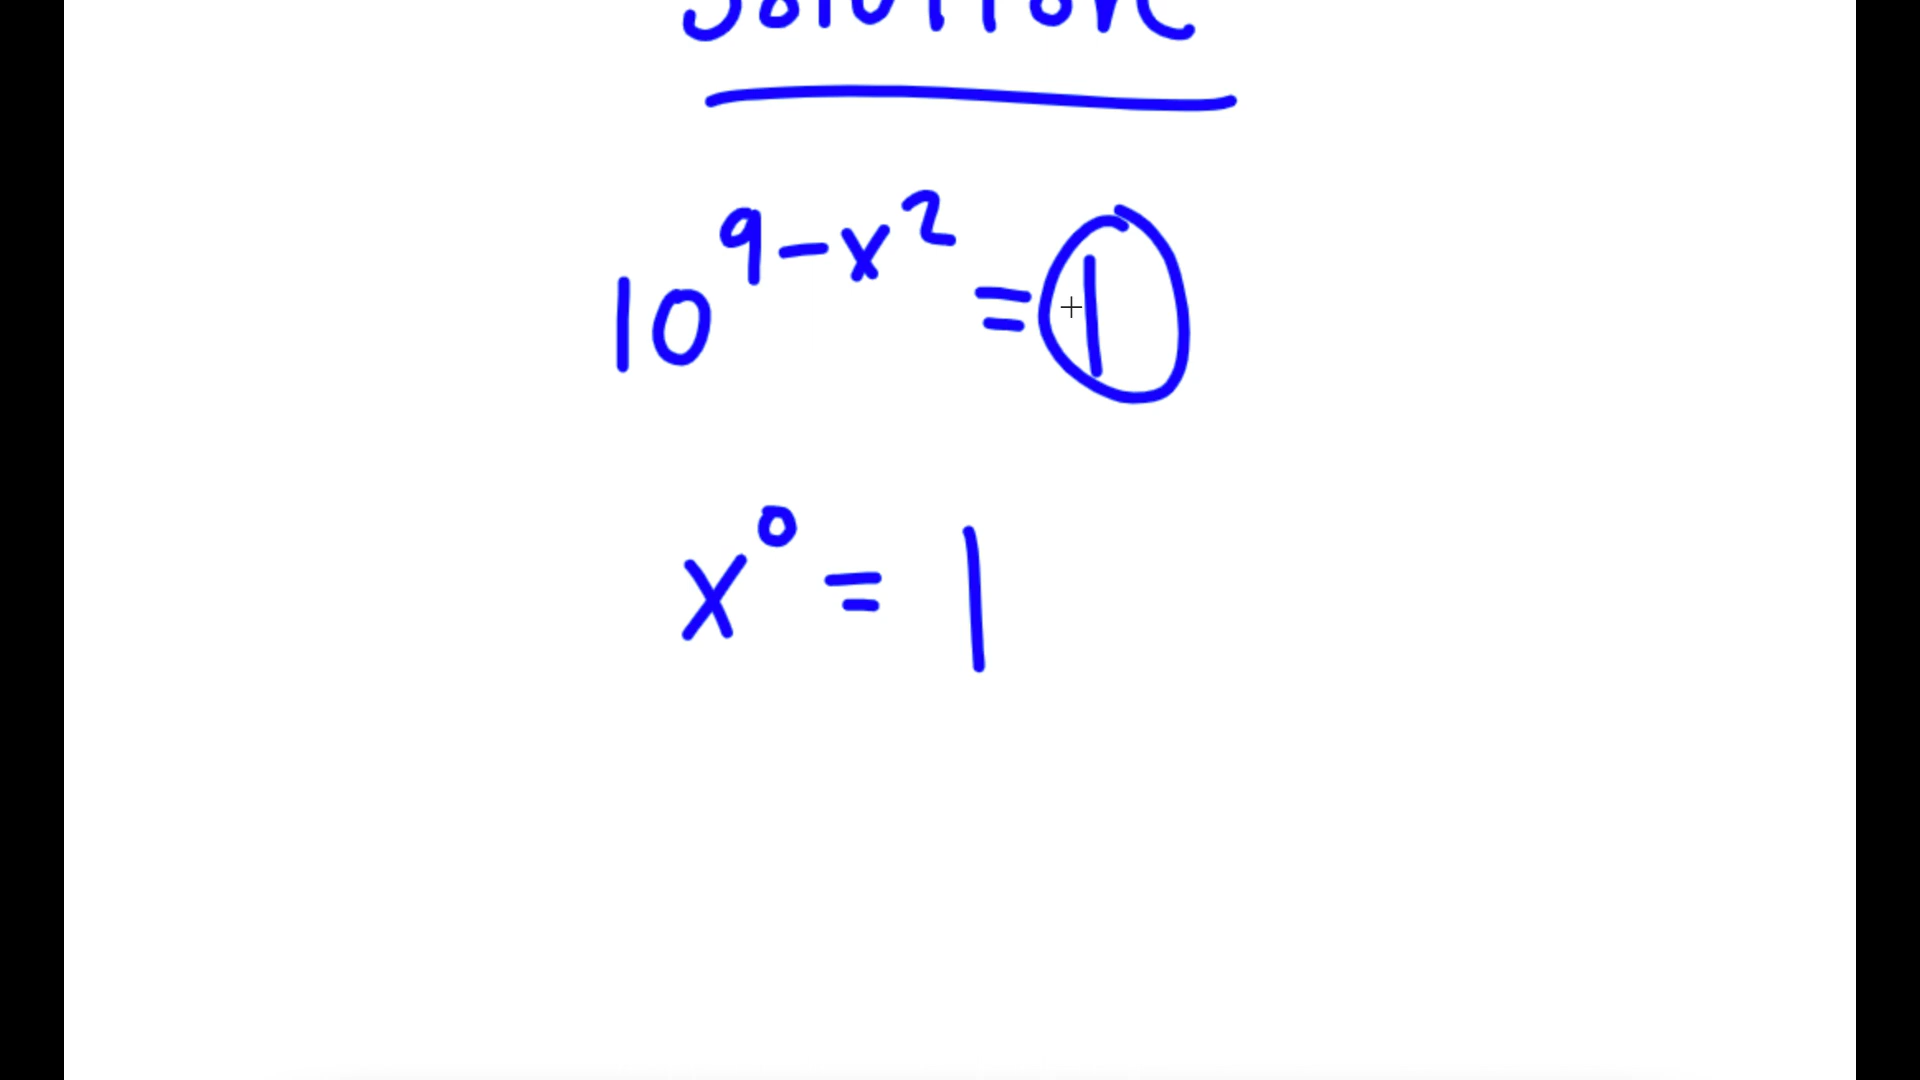 10^{9-x^2} = 1
x^0 = 1